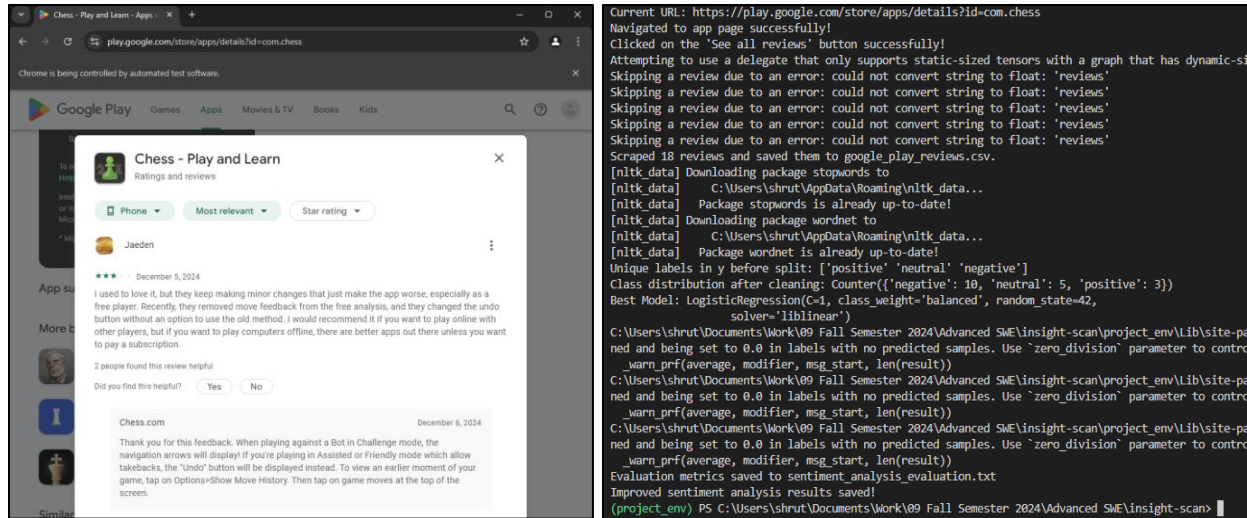 Chess - Play and Learn - Apps
play.google.com/store/apps/details?id=com.chess
Chrome is being controlled by automated test software.
Google Play Games Apps Movies & TV Books Kids
Chess - Play and Learn
Ratings and reviews
Phone Most relevant Star rating
Jaeden
December 5, 2024
I used to love it, but they keep making minor changes that just make the app worse, especially as a
free player. Recently, they removed move feedback from the free analysis, and they changed the undo
button without an option to use the old method. I would recommend it if you want to play online with
other players, but if you want to play computers offline, there are better apps out there unless you want
to pay a subscription.
2 people found this review helpful
Did you find this helpful? Yes No
Chess.com December 6, 2024
Thank you for this feedback. When playing against a Bot in Challenge mode, the
navigation arrows will display! If you're playing in Assisted or Friendly mode which allow
takebacks, the "Undo" button will be displayed instead. To view an earlier moment of your
game, tap on Options>Show Move History. Then tap on game moves at the top of the
screen.
App su
More b
Similar
Current URL: https://play.google.com/store/apps/details?id=com.chess
Navigated to app page successfully!
Clicked on the 'See all reviews' button successfully!
Attempting to use a delegate that only supports static-sized tensors with a graph that has dynamic-si
Skipping a review due to an error: could not convert string to float: 'reviews'
Skipping a review due to an error: could not convert string to float: 'reviews'
Skipping a review due to an error: could not convert string to float: 'reviews'
Skipping a review due to an error: could not convert string to float: 'reviews'
Skipping a review due to an error: could not convert string to float: 'reviews'
Scraped 18 reviews and saved them to google_play_reviews.csv.
[nltk_data] Downloading package stopwords to
[nltk_data] C:\Users\shrut\AppData\Roaming\nltk_data...
[nltk_data] Package stopwords is already up-to-date!
[nltk_data] Downloading package wordnet to
[nltk_data] C:\Users\shrut\AppData\Roaming\nltk_data...
[nltk_data] Package wordnet is already up-to-date!
Unique labels in y before split: ['positive' 'neutral' 'negative']
Class distribution after cleaning: Counter({'negative': 10, 'neutral': 5, 'positive': 3})
Best Model: LogisticRegression(C=1, class_weight='balanced', random_state=42,
solver='liblinear')
C:\Users\shrut\Documents\Work\09 Fall Semester 2024\Advanced SWE\insight-scan\project_env\Lib\site-pa
ned and being set to 0.0 in labels with no predicted samples. Use `zero_division` parameter to contro
_warn_prf(average, modifier, msg_start, len(result))
C:\Users\shrut\Documents\Work\09 Fall Semester 2024\Advanced SWE\insight-scan\project_env\Lib\site-pa
ned and being set to 0.0 in labels with no predicted samples. Use `zero_division` parameter to contro
_warn_prf(average, modifier, msg_start, len(result))
C:\Users\shrut\Documents\Work\09 Fall Semester 2024\Advanced SWE\insight-scan\project_env\Lib\site-pa
ned and being set to 0.0 in labels with no predicted samples. Use `zero_division` parameter to contro
_warn_prf(average, modifier, msg_start, len(result))
Evaluation metrics saved to sentiment_analysis_evaluation.txt
Improved sentiment analysis results saved!
(project_env) PS C:\Users\shrut\Documents\Work\09 Fall Semester 2024\Advanced SWE\insight-scan>